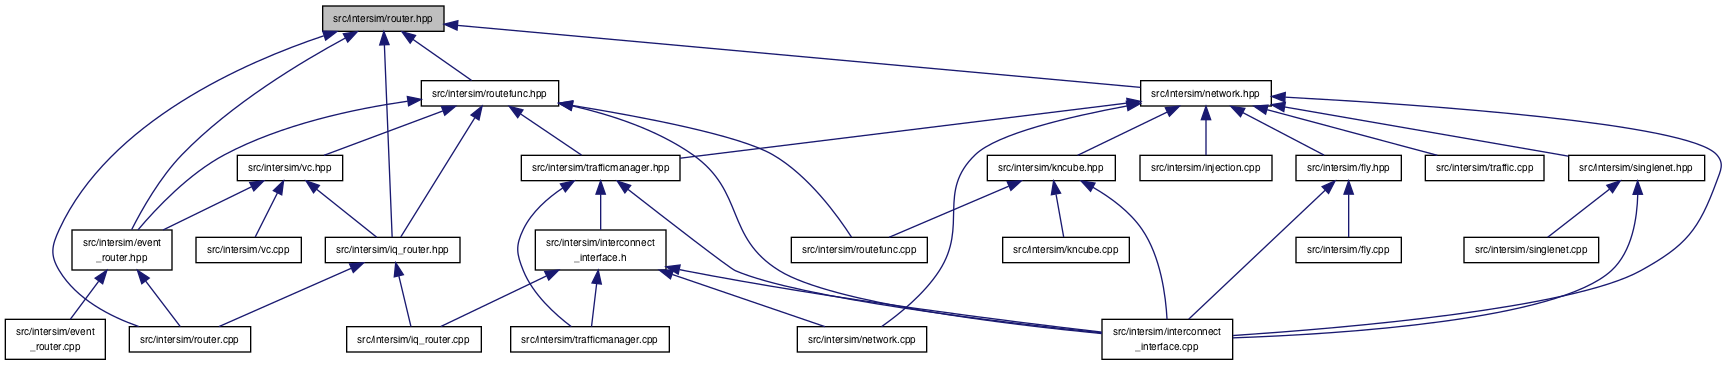 src/intersim/router.hpp
src/intersim/routefunc.hpp
src/intersim/network.hpp
src/intersim/vc.hpp
src/intersim/trafficmanager.hpp
src/intersim/kncube.hpp
src/intersim/injection.cpp
src/intersim/fly.hpp
src/intersim/traffic.cpp
src/intersim/singlenet.hpp
src/intersim/event
_router.hpp
src/intersim/vc.cpp
src/intersim/iq_router.hpp
src/intersim/interconnect
_interface.h
src/intersim/routefunc.cpp
src/intersim/kncube.cpp
src/intersim/fly.cpp
src/intersim/singlenet.cpp
src/intersim/event
_router.cpp
src/intersim/router.cpp
src/intersim/iq_router.cpp
src/intersim/trafficmanager.cpp
src/intersim/network.cpp
src/intersim/interconnect
_interface.cpp